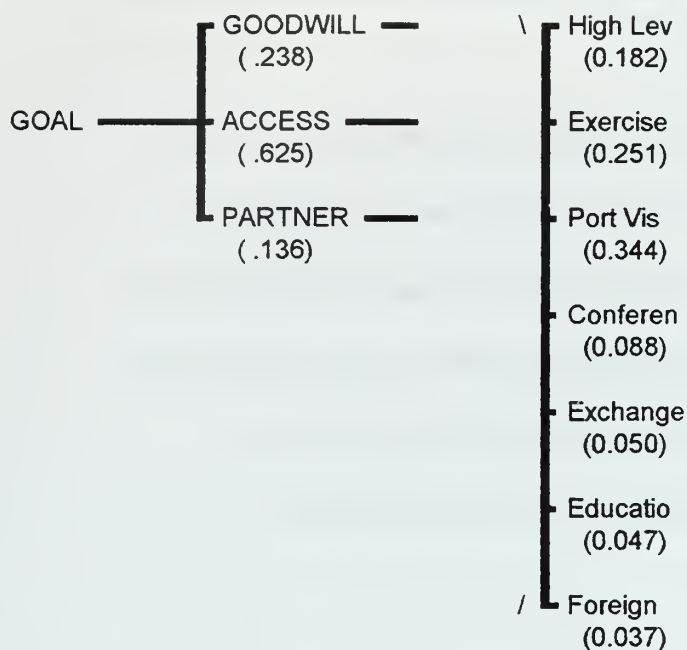 GOODWILL
( .238)
GOAL
ACCESS
( .625)
PARTNER
( .136)
\
High Lev
(0.182)
Exercise
(0.251)
Port Vis
(0.344)
Conferen
(0.088)
Exchange
(0.050)
Educatio
(0.047)
/
Foreign
(0.037)